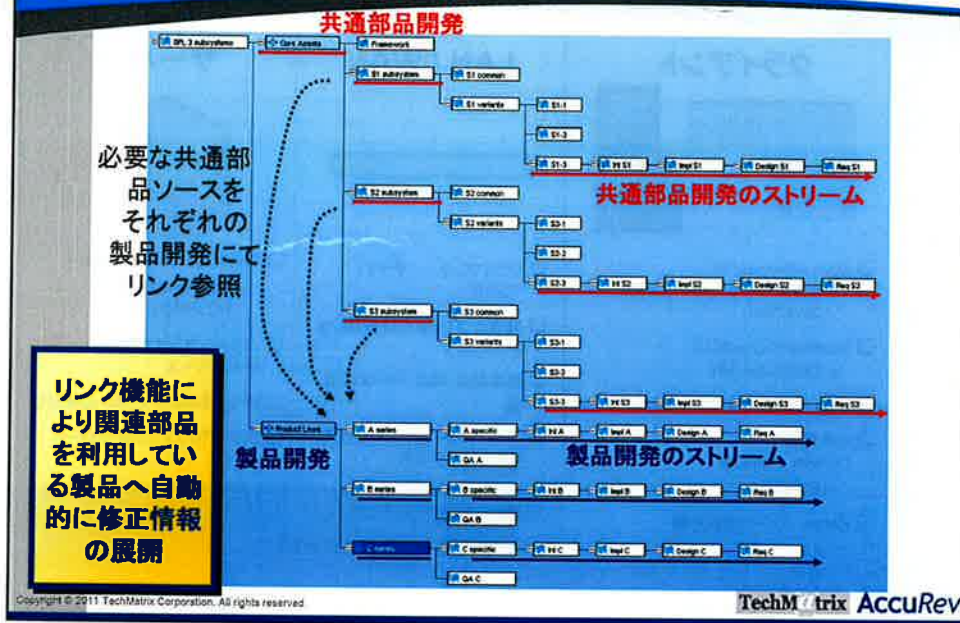 共通部品開発
SPL 3 subsystems
Core Assets
Framework
S1 subsystem
S1 common
S1 variants
S1-1
S1-3
S1-3
Int S1
Impl S1
Design S1
Req S1
共通部品開発のストリーム
必要な共通部
品ソースを
それぞれの
製品開発にて
リンク参照
S2 subsystem
S2 common
S2 variants
S3-1
S3-2
S3-3
Int S2
Impl S2
Design S2
Req S2
S3 subsystem
S3 common
S3 variants
S3-1
S3-3
S3-3
Int S3
Impl S3
Design S3
Req S3
リンク機能に
より関連部品
を利用してい
る製品へ自動
的に修正情報
の展開
Product Lines
製品開発
A series
A specific
Int A
Impl A
Design A
Req A
製品開発のストリーム
QA A
B series
B specific
Int B
Impl B
Design B
Req B
QA B
C series
C specific
Int C
Impl C
Design C
Req C
QA C
Copyright © 2011 TechMatrix Corporation. All rights reserved
TechMatrix AccuRev